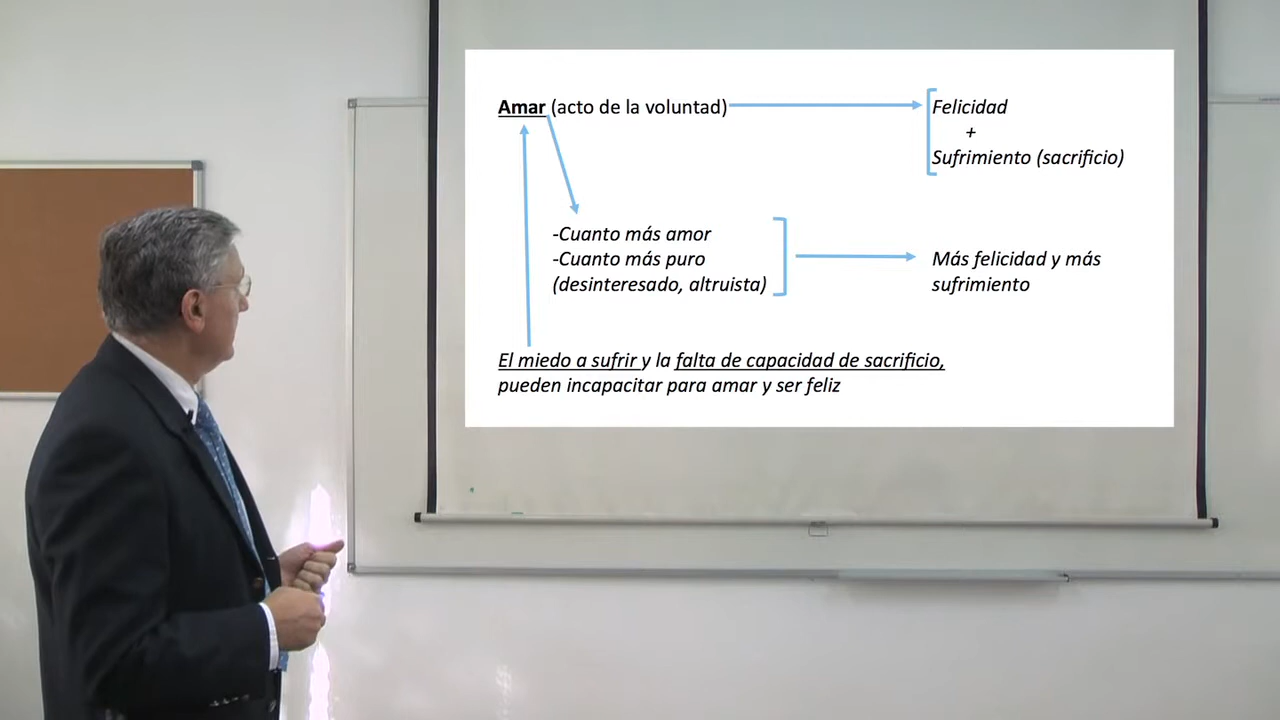 Amar (acto de la voluntad)
Felicidad
+
Sufrimiento (sacrificio)
-Cuanto más amor
-Cuanto más puro
(desinteresado, altruista)
Más felicidad y más
sufrimiento
El miedo a sufrir y la falta de capacidad de sacrificio,
pueden incapacitar para amar y ser feliz